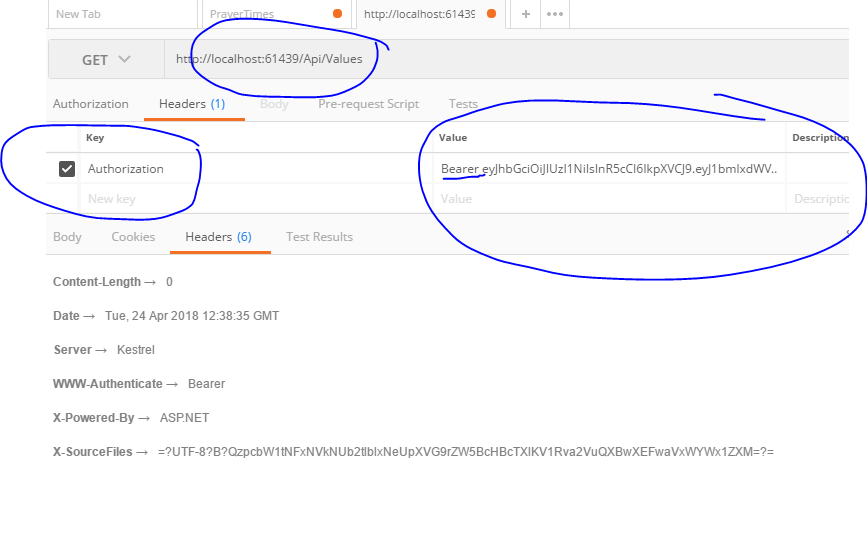 New Tab PrayerTimes http://localhost:61439 + •••
GET http://localhost:61439/Api/Values
Authorization Headers (1) Body Pre-request Script Tests
Key Value Description
Authorization Bearer eyJhbGciOiJIUzI1NiIsInR5cCI6IkpXVCJ9.eyJ1bmlxdWV..
New key Value Descriptio
Body Cookies Headers (6) Test Results
Content-Length → 0
Date → Tue, 24 Apr 2018 12:38:35 GMT
Server → Kestrel
WWW-Authenticate → Bearer
X-Powered-By → ASP.NET
X-SourceFiles → =?UTF-8?B?QzpcbW1tNFxNVkNUb2tlblxNeUpXVG9rZW5BcHBcTXlKV1Rva2VuQXBwXEFwaVxWYWx1ZXM=?=